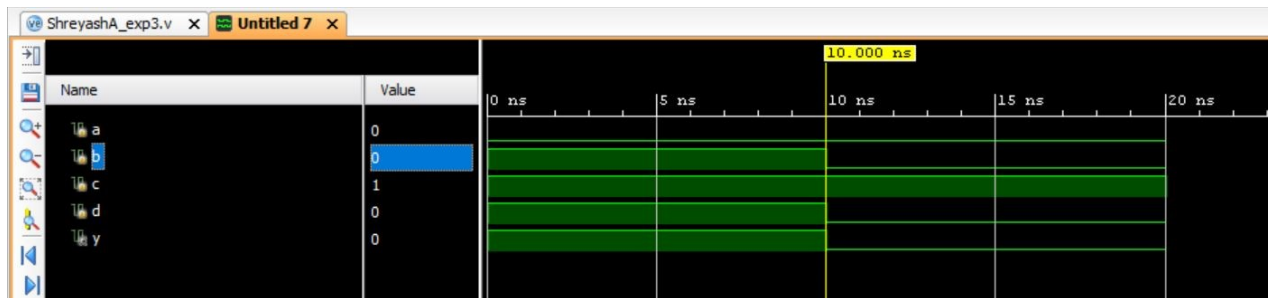 ShreyashA_exp3.v X Untitled 7 X
10.000 ns
Name Value
0 ns 5 ns 10 ns 15 ns 20 ns
a 0
b 0
c 1
d 0
y 0